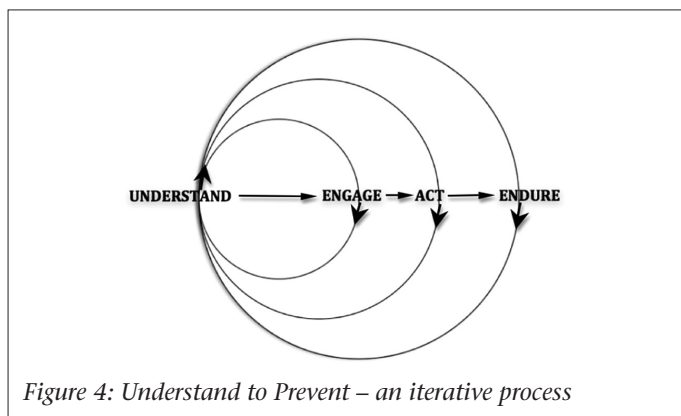 UNDERSTAND ENGAGE ACT ENDURE
Figure 4: Understand to Prevent – an iterative process